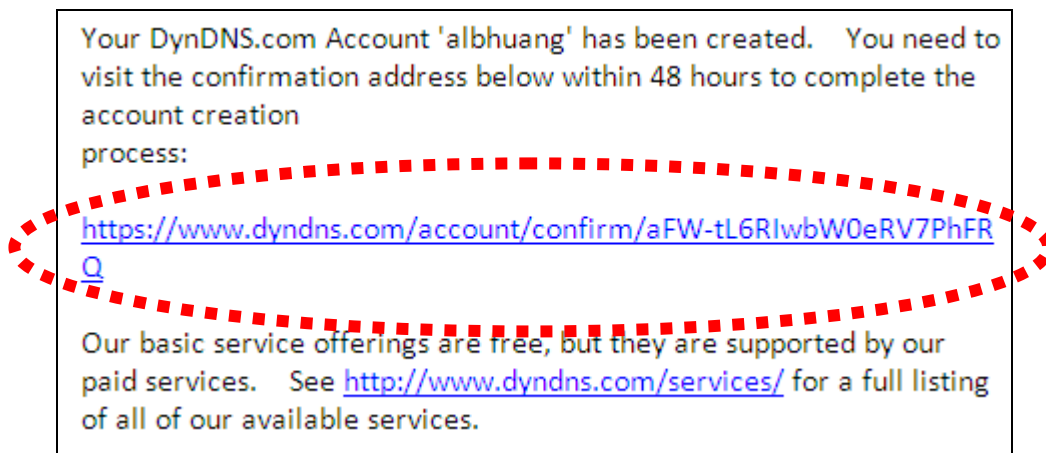 Your DynDNS.com Account 'albhuang' has been created.   You need to
visit the confirmation address below within 48 hours to complete the
account creation
process:
https://www.dyndns.com/account/confirm/aFW-tL6RIwbW0eRV7PhFR
Q
Our basic service offerings are free, but they are supported by our
paid services.   See http://www.dyndns.com/services/ for a full listing
of all of our available services.